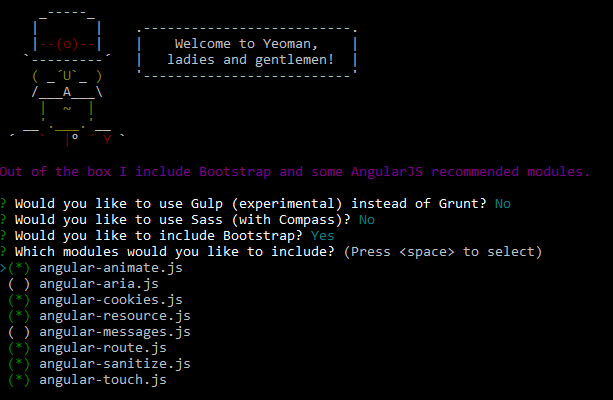 _-----_
    |       |    .--------------------------.
    |--(o)--|    |    Welcome to Yeoman,    |
   `---------´   |   ladies and gentlemen!  |
    ( _´U`_ )    '--------------------------'
    /___A___\
     |  ~  |
   __'.___.'__
 ´   `  |° ´ Y `
Out of the box I include Bootstrap and some AngularJS recommended modules.
? Would you like to use Gulp (experimental) instead of Grunt? No
? Would you like to use Sass (with Compass)? No
? Would you like to include Bootstrap? Yes
? Which modules would you like to include? (Press <space> to select)
>(*) angular-animate.js
 ( ) angular-aria.js
 (*) angular-cookies.js
 (*) angular-resource.js
 ( ) angular-messages.js
 (*) angular-route.js
 (*) angular-sanitize.js
 (*) angular-touch.js